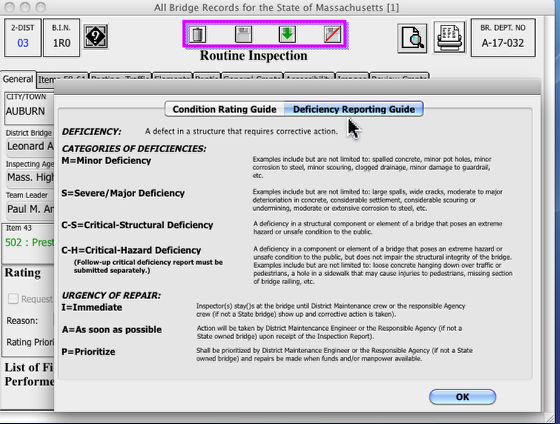 All Bridge Records for the State of Massachusetts [1]
2-DIST
03
B.I.N.
1R0
BR. DEPT. NO
A-17-032
Routine Inspection
General
CITY/TOWN
AUBURN
District Bridge
Leonard A
Inspecting Agen
Mass. High
Team Leader
Paul M. Ar
Item 43
502 : Prest
Rating
Request
Reason:
Rating Priori
List of Fi
Performe
Condition Rating Guide
Deficiency Reporting Guide
DEFICIENCY: A defect in a structure that requires corrective action.
CATEGORIES OF DEFICIENCIES:
M=Minor Deficiency
Examples include but are not limited to: spalled concrete, minor pot holes, minor
corrosion to steel, minor scouring, clogged drainage, minor damage to guardrail,
etc.
S=Severe/Major Deficiency
Examples include but are not limited to: large spalls, wide cracks, moderate to major
deterioration in concrete, considerable settlement, considerable scouring or
undermining, moderate or extensive corrosion to steel, etc.
C-S=Critical-Structural Deficiency
A deficiency in a structural component or element of a bridge that poses an extreme
hazard or unsafe condition to the public.
C-H=Critical-Hazard Deficiency
(Follow-up critical deficiency report must be
submitted separately.)
A deficiency in a component or element of a bridge that poses an extreme hazard or
unsafe condition to the public, but does not impair the structural integrity of the bridge.
Examples include but are not limited to: loose concrete hanging down over traffic or
pedestrians, a hole in a sidewalk that may cause injuries to pedestrians, missing section
of bridge railing, etc.
URGENCY OF REPAIR:
I=Immediate
Inspector(s) stay()s at the bridge until District Maintenance crew or the responsible Agency
crew (if not a State bridge) show up and corrective action is taken).
A=As soon as possible
Action will be taken by District Maintencance Engineer or the Responsible Agency (if not a
State owned bridge) upon receipt of the Inspection Report).
P=Prioritize
Shall be prioritized by District Maintenance Engineer or the Responsible Agency (if not a State
owned bridge) and repairs be made when funds and/or manpower is available.
OK